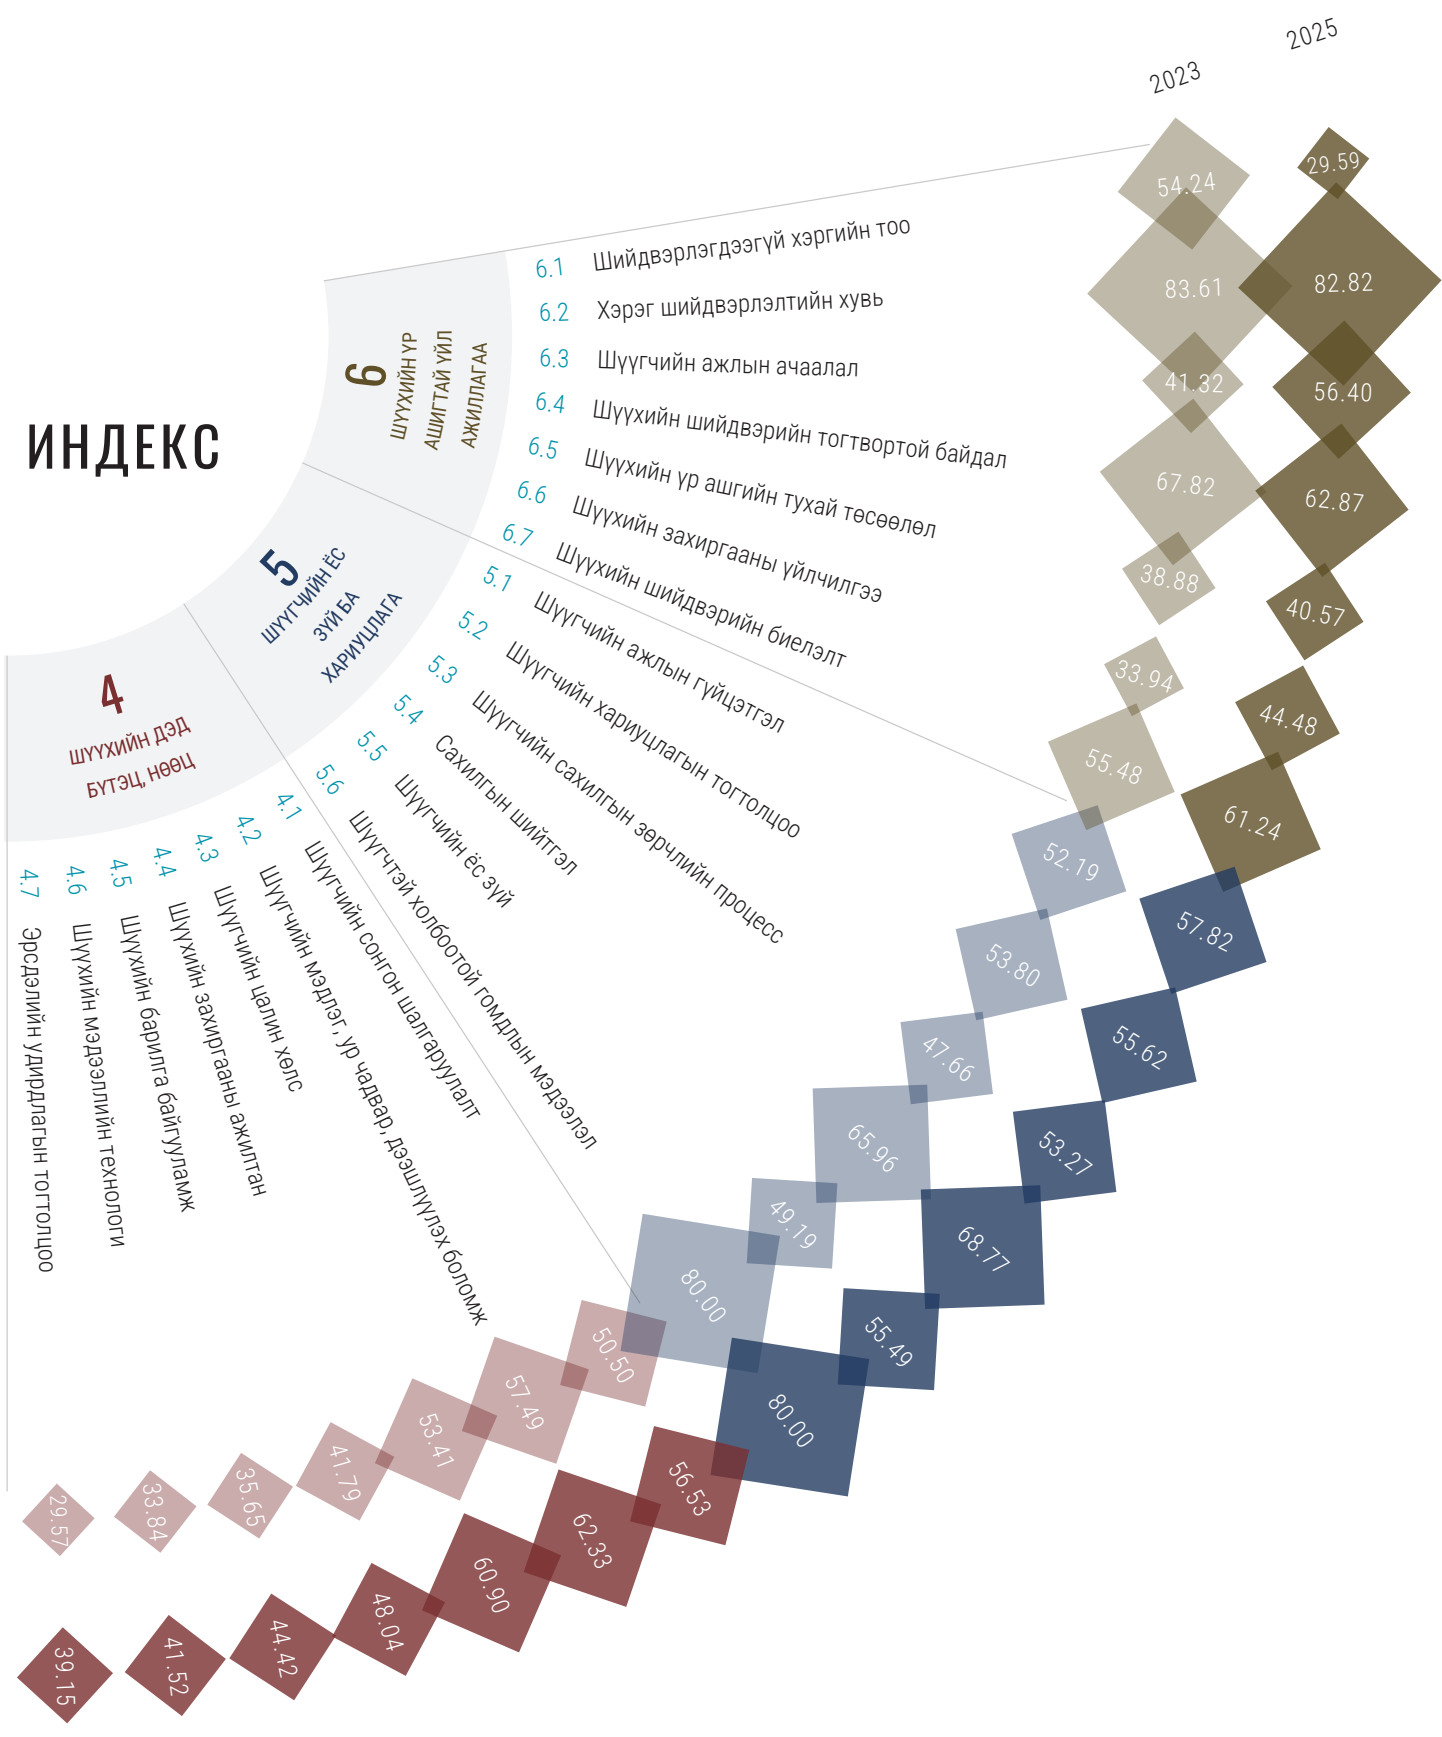 2023
2025
ИНДЕКС
6
ШҮҮХИЙН ҮР
АШИГТАЙ ҮЙЛ
АЖИЛЛАГАА
6.1 Шийдвэрлэгдээгүй хэргийн тоо
54.24
29.59
6.2 Хэрэг шийдвэрлэлтийн хувь
83.61
82.82
6.3 Шүүгчийн ажлын ачаалал
41.32
56.40
6.4 Шүүхийн шийдвэрийн тогтвортой байдал
67.82
62.87
6.5 Шүүхийн үр ашгийн тухай төсөөлөл
38.88
40.57
6.6 Шүүхийн захиргааны үйлчилгээ
33.94
44.48
6.7 Шүүхийн шийдвэрийн биелэлт
55.48
61.24
5
ШҮҮГЧИЙН ЁС
ЗҮЙ БА
ХАРИУЦЛАГА
5.1 Шүүгчийн ажлын гүйцэтгэл
52.19
57.82
5.2 Шүүгчийн хариуцлагын тогтолцоо
53.80
55.62
5.3 Шүүгчийн сахилгын зөрчлийн процесс
47.66
53.27
5.4 Сахилгын шийтгэл
65.96
68.77
5.5 Шүүгчийн ёс зүй
49.19
55.49
5.6 Шүүгчтэй холбоотой гомдлын мэдээлэл
80.00
80.00
4
ШҮҮХИЙН ДЭД
БҮТЭЦ, НӨӨЦ
4.1 Шүүгчийн сонгон шалгаруулалт
50.50
56.53
4.2 Шүүгчийн мэдлэг, ур чадвар, дээшлүүлэх боломж
57.49
62.33
4.3 Шүүгчийн цалин хөлс
53.41
60.90
4.4 Шүүхийн захиргааны ажилтан
41.79
48.04
4.5 Шүүхийн барилга байгууламж
35.65
44.42
4.6 Шүүхийн мэдээллийн технологи
33.84
41.52
4.7 Эрсдэлийн удирдлагын тогтолцоо
29.57
39.15